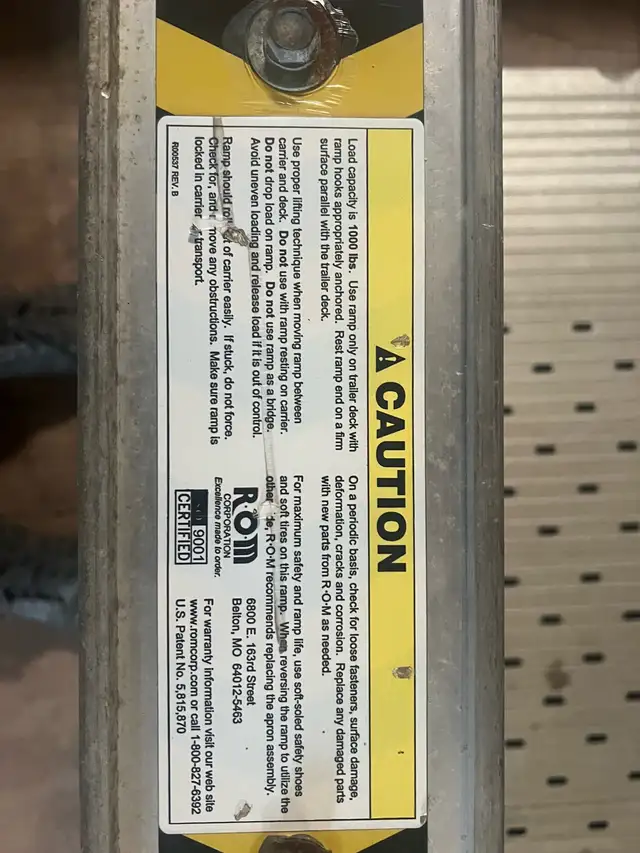 CAUTION
Load capacity is 1000 lbs. Use ramp only on trailer deck with
ramp hooks appropriately anchored. Rest ramp end on a firm
surface parallel with the trailer deck.
Use proper lifting technique when moving ramp between
carrier and deck. Do not use with ramp resting on carrier.
Do not drop load on ramp. Do not use ramp as a bridge.
Avoid uneven loading and release load if it is out of control.
Ramp should of carrier easily. If stuck, do not force.
Check for, and move any obstructions. Make sure ramp is
locked in carrier transport.
R00537 REV. B
On a periodic basis, check for loose fasteners, surface damage,
deformation, cracks and corrosion. Replace any damaged parts
with new parts from R·O·M as needed.
For maximum safety and ramp life, use soft-soled safety shoes
and soft tires on this ramp. When reversing the ramp to utilize the
other R·O·M recommends replacing the apron assembly.
ROM
CORPORATION
Excellence made to order.
9001
CERTIFIED
6800 E. 163rd Street
Belton, MO 64012-5463
For warranty information visit our web site
www.romcorp.com or call 1-800-827-6392
U.S. Patent No. 5,815,870